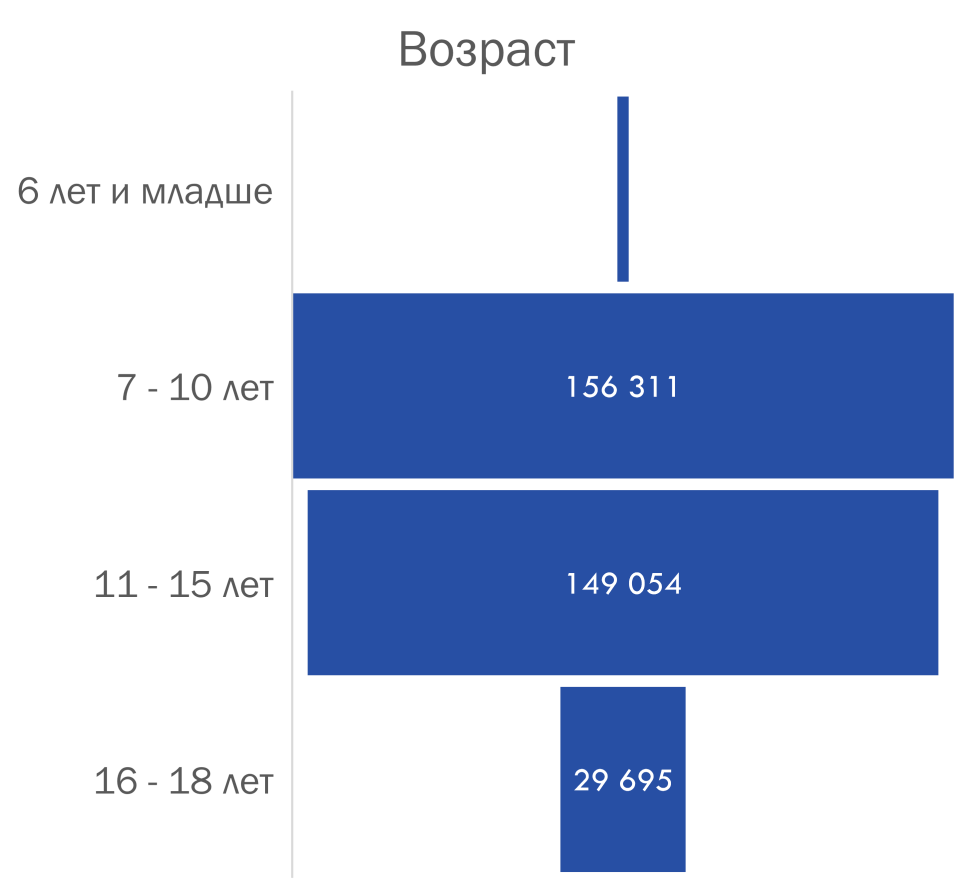 Возраст
6 лет и младше
7 - 10 лет
156 311
11 - 15 лет
149 054
16 - 18 лет
29 695